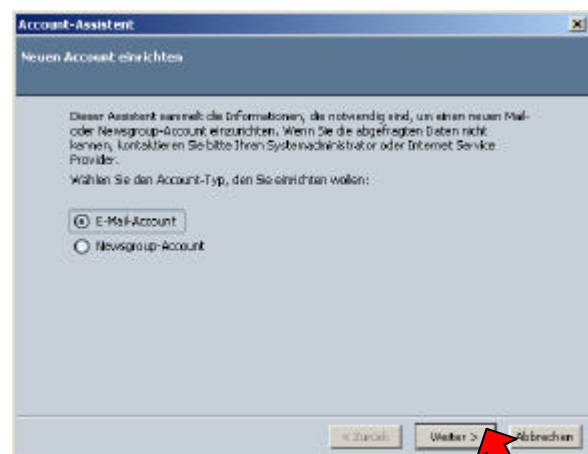 Account-Assistent
Neuen Account einrichten
Dieser Assistent sammelt die Informationen, die notwendig sind, um einen neuen Mail-
oder Newsgroup-Account einzurichten. Wenn Sie die abgefragten Daten nicht
kennen, kontaktieren Sie bitte Ihren Systemadministrator oder Internet Service
Provider.
Wählen Sie den Account-Typ, den Sie einrichten wollen:
E-Mail-Account
Newsgroup-Account
< Zurück Weiter > Abbrechen